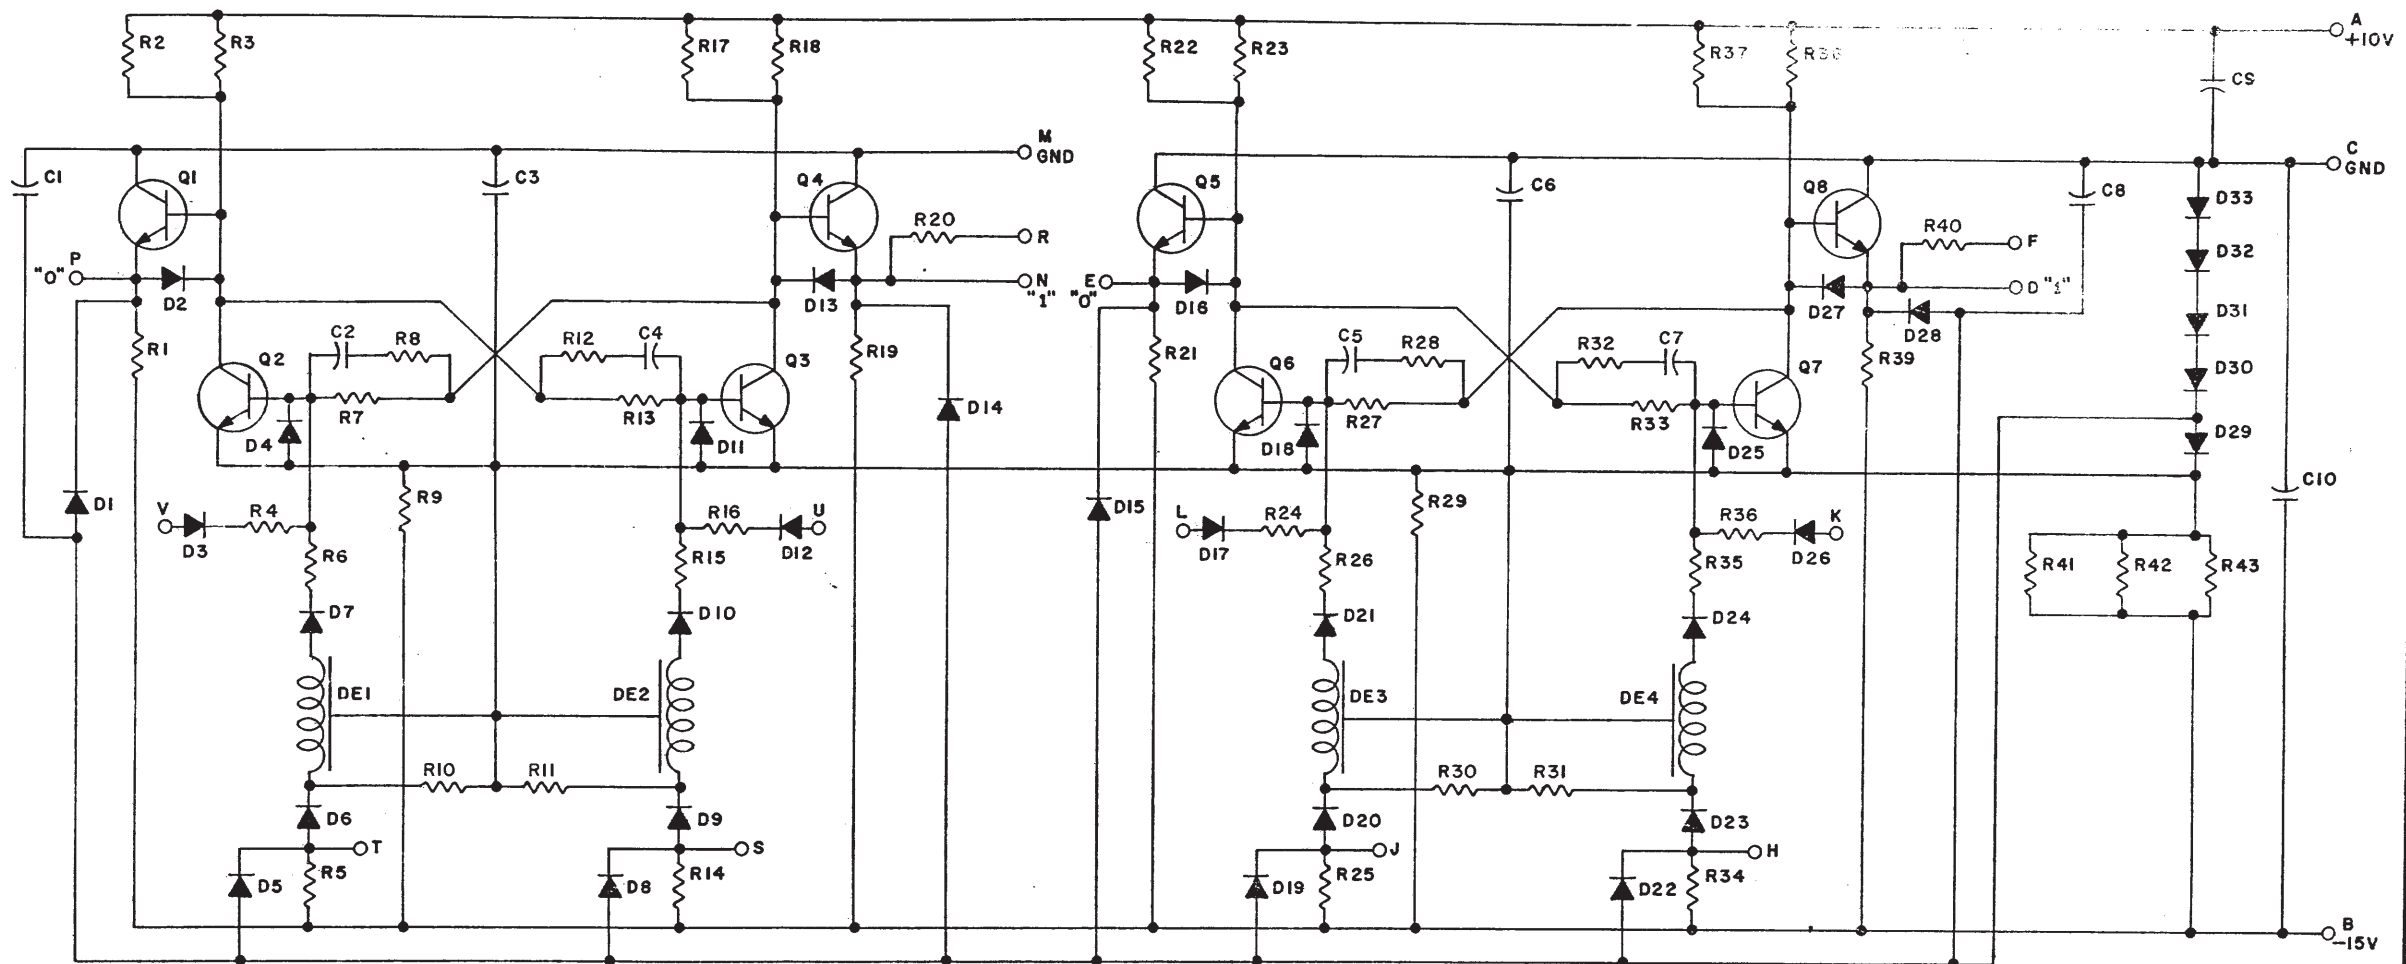 R2 R3 R17 R18 R22 R23 R37 R38 A
+10V
C9
M
GND
C
GND
C1 Q1 C3 Q4 Q5 C6 Q8 C8 D33
R20 R R40 F
P
"0" D2 D13 N
"1" E
"0" D16 D27 D "1"
D28
D32
D31
R1 C2 R8 R12 C4 R19 R21 C5 R28 R32 C7 R39
Q2 Q3 Q6 Q7 D30
R7 R13 D14 R27 R33
D4 D11 D18 D25 D29
D1 V R4 R9 R16 U D15 L R24 R29 R36 K C10
D3 D12 D17 D26
R6 R15 R26 R35 R41 R42 R43
D7 D10 D21 D24
DE1 DE2 DE3 DE4
R10 R11 R30 R31
D6 D9 D20 D23
T S J H
D5 R5 D8 R14 D19 R25 D22 R34
B
-15V